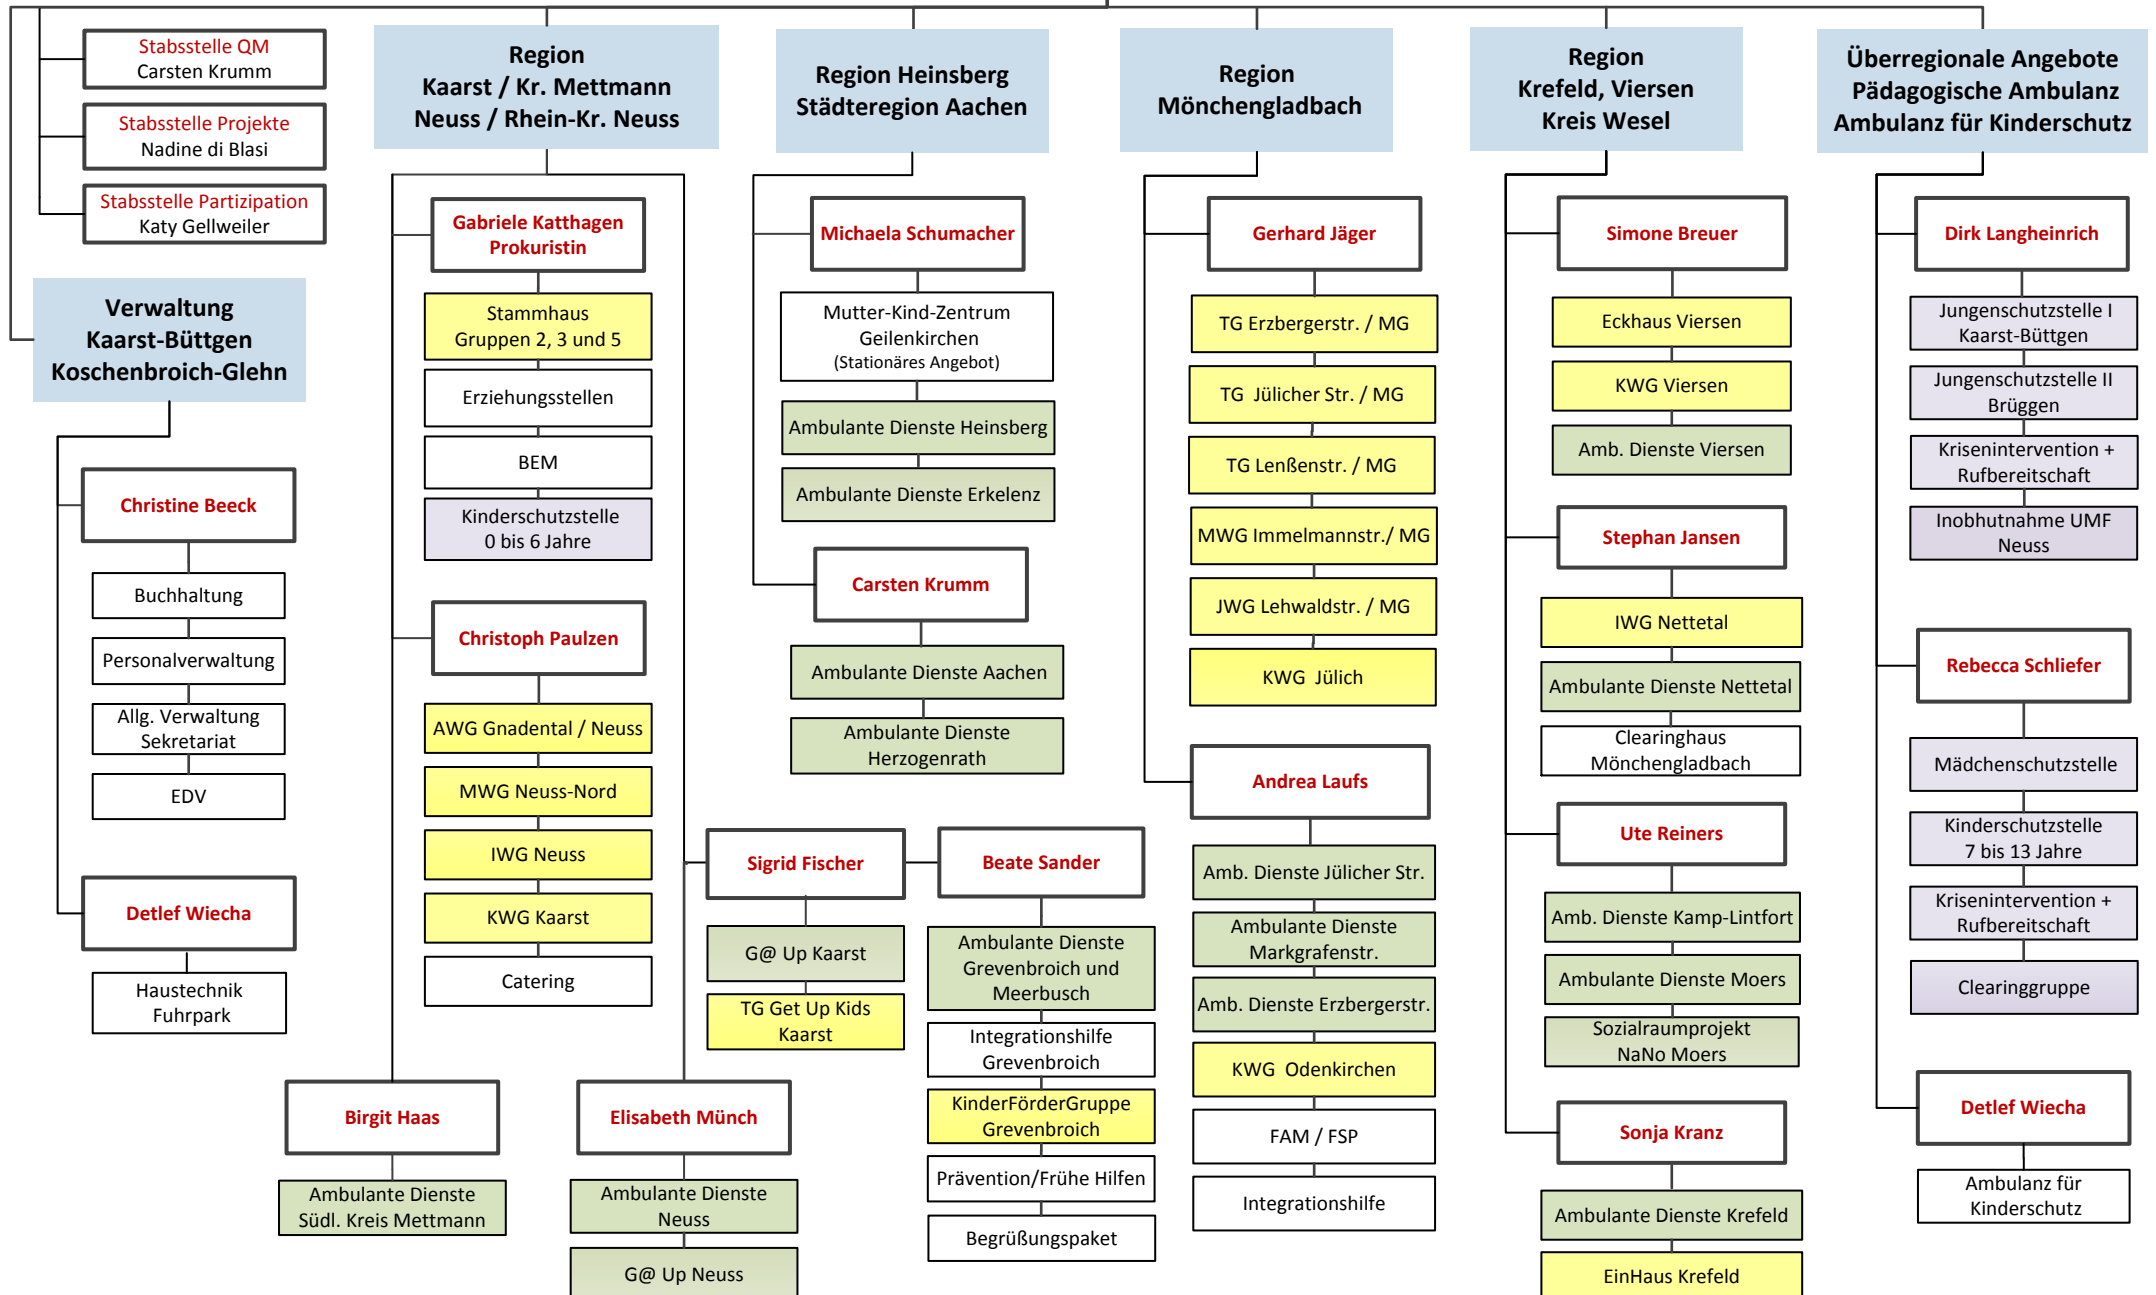 Stabsstelle QM
Carsten Krumm
Stabsstelle Projekte
Nadine di Blasi
Stabsstelle Partizipation
Katy Gellweiler
Verwaltung
Kaarst-Büttgen
Koschenbroich-Glehn
Christine Beeck
Buchhaltung
Personalverwaltung
Allg. Verwaltung
Sekretariat
EDV
Detlef Wiecha
Haustechnik
Fuhrpark
Region
Kaarst / Kr. Mettmann
Neuss / Rhein-Kr. Neuss
Gabriele Katthagen
Prokuristin
Stammhaus
Gruppen 2, 3 und 5
Erziehungsstellen
BEM
Kinderschutzstelle
0 bis 6 Jahre
Christoph Paulzen
AWG Gnadental / Neuss
MWG Neuss-Nord
IWG Neuss
KWG Kaarst
Catering
Birgit Haas
Ambulante Dienste
Südl. Kreis Mettmann
Sigrid Fischer
G@ Up Kaarst
TG Get Up Kids
Kaarst
Elisabeth Münch
Ambulante Dienste
Neuss
G@ Up Neuss
Beate Sander
Ambulante Dienste
Grevenbroich und
Meerbusch
Integrationshilfe
Grevenbroich
KinderFörderGruppe
Grevenbroich
Prävention/Frühe Hilfen
Begrüßungspaket
Region Heinsberg
Städteregion Aachen
Michaela Schumacher
Mutter-Kind-Zentrum
Geilenkirchen
(Stationäres Angebot)
Ambulante Dienste Heinsberg
Ambulante Dienste Erkelenz
Carsten Krumm
Ambulante Dienste Aachen
Ambulante Dienste
Herzogenrath
Region
Mönchengladbach
Gerhard Jäger
TG Erzbergerstr. / MG
TG Jülicher Str. / MG
TG Lenßenstr. / MG
MWG Immelmannstr./ MG
JWG Lehwaldstr. / MG
KWG Jülich
Andrea Laufs
Amb. Dienste Jülicher Str.
Ambulante Dienste
Markgrafenstr.
Amb. Dienste Erzbergerstr.
KWG Odenkirchen
FAM / FSP
Integrationshilfe
Region
Krefeld, Viersen
Kreis Wesel
Simone Breuer
Eckhaus Viersen
KWG Viersen
Amb. Dienste Viersen
Stephan Jansen
IWG Nettetal
Ambulante Dienste Nettetal
Clearinghaus
Mönchengladbach
Ute Reiners
Amb. Dienste Kamp-Lintfort
Ambulante Dienste Moers
Sozialraumprojekt
NaNo Moers
Sonja Kranz
Ambulante Dienste Krefeld
EinHaus Krefeld
Überregionale Angebote
Pädagogische Ambulanz
Ambulanz für Kinderschutz
Dirk Langheinrich
Jungenschutzstelle I
Kaarst-Büttgen
Jungenschutzstelle II
Brüggen
Krisenintervention +
Rufbereitschaft
Inobhutnahme UMF
Neuss
Rebecca Schliefer
Mädchenschutzstelle
Kinderschutzstelle
7 bis 13 Jahre
Krisenintervention +
Rufbereitschaft
Clearinggruppe
Detlef Wiecha
Ambulanz für
Kinderschutz